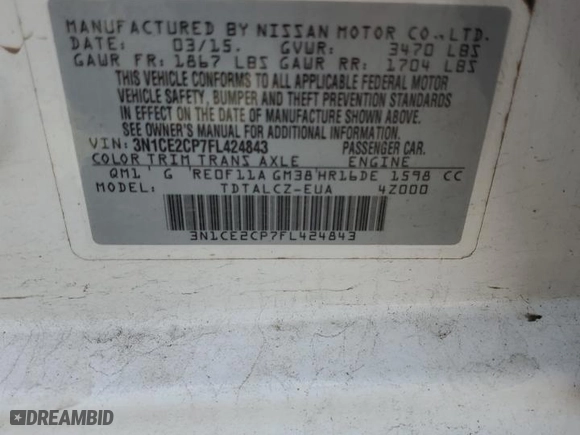 MANUFACTURED BY NISSAN MOTOR CO.,LTD.
DATE: 03/15. GVWR: 3470 LBS
GAWR FR: 1867 LBS GAWR RR: 1704 LBS
THIS VEHICLE CONFORMS TO ALL APPLICABLE FEDERAL MOTOR
VEHICLE SAFETY, BUMPER AND THEFT PREVENTION STANDARDS
IN EFFECT ON THE DATE OF MANUFACTURE SHOWN ABOVE.
SEE OWNER'S MANUAL FOR ADDITIONAL INFORMATION.
VIN: 3N1CE2CP7FL424843 PASSENGER CAR.
COLOR TRIM TRANS AXLE ENGINE
QM1 G RE0F11A GM38 HR16DE 1598 CC
MODEL: TDTALCZ-EUA 4Z000
3N1CE2CP7FL424843
DREAMBID